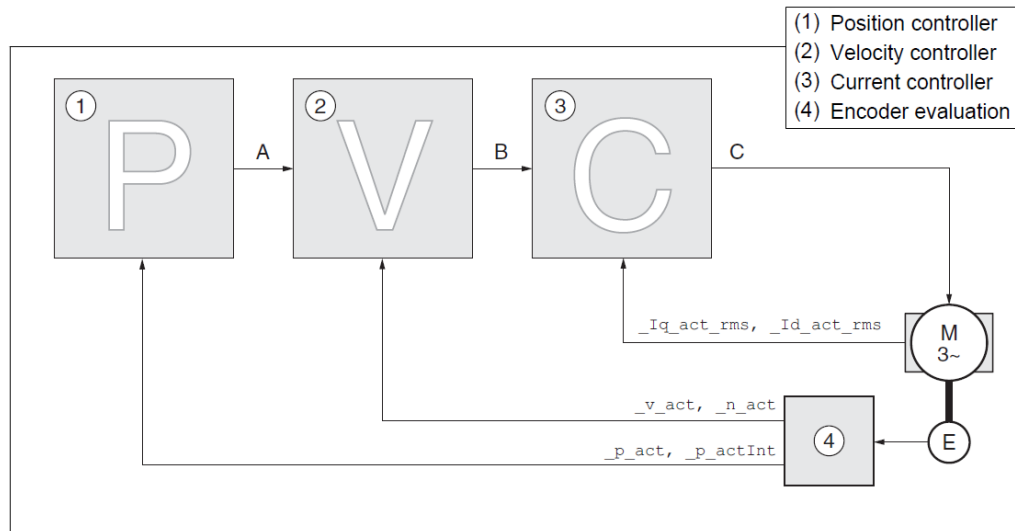 (1) Position controller
(2) Velocity controller
(3) Current controller
(4) Encoder evaluation
1
P
A
2
V
B
3
C
C
_Iq_act_rms, _Id_act_rms
M
3~
_v_act, _n_act
_p_act, _p_actInt
4
E